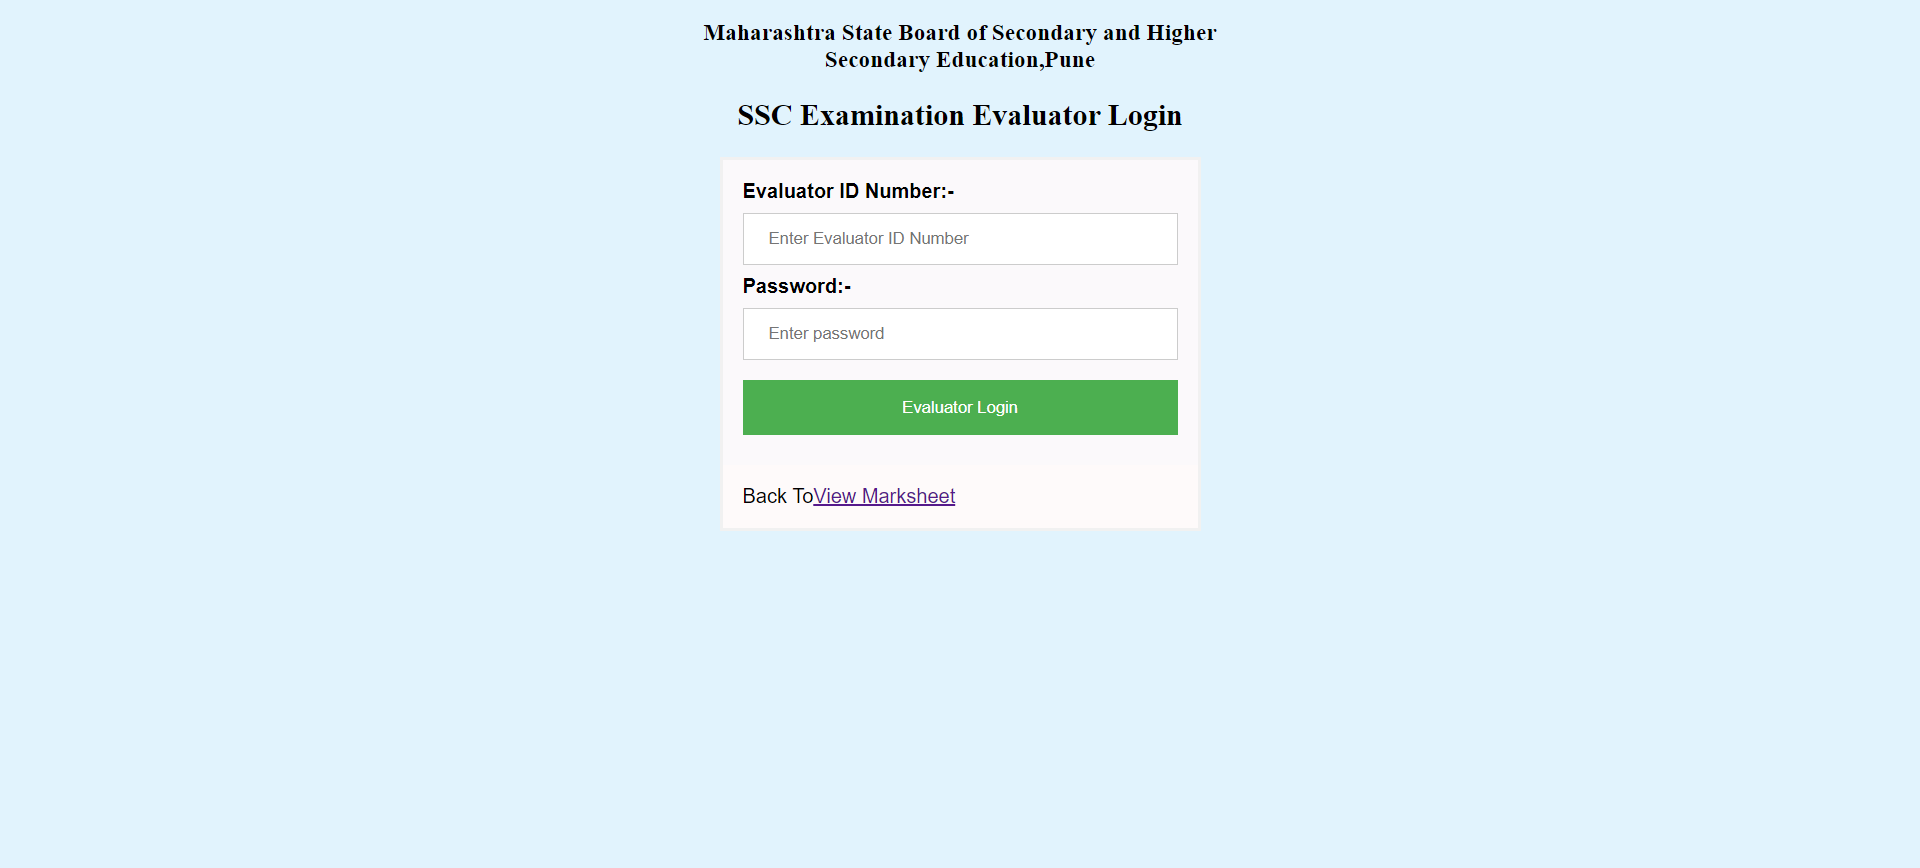 Maharashtra State Board of Secondary and Higher
Secondary Education,Pune
SSC Examination Evaluator Login
Evaluator ID Number:-
Enter Evaluator ID Number
Password:-
Enter password
Evaluator Login
Back ToView Marksheet